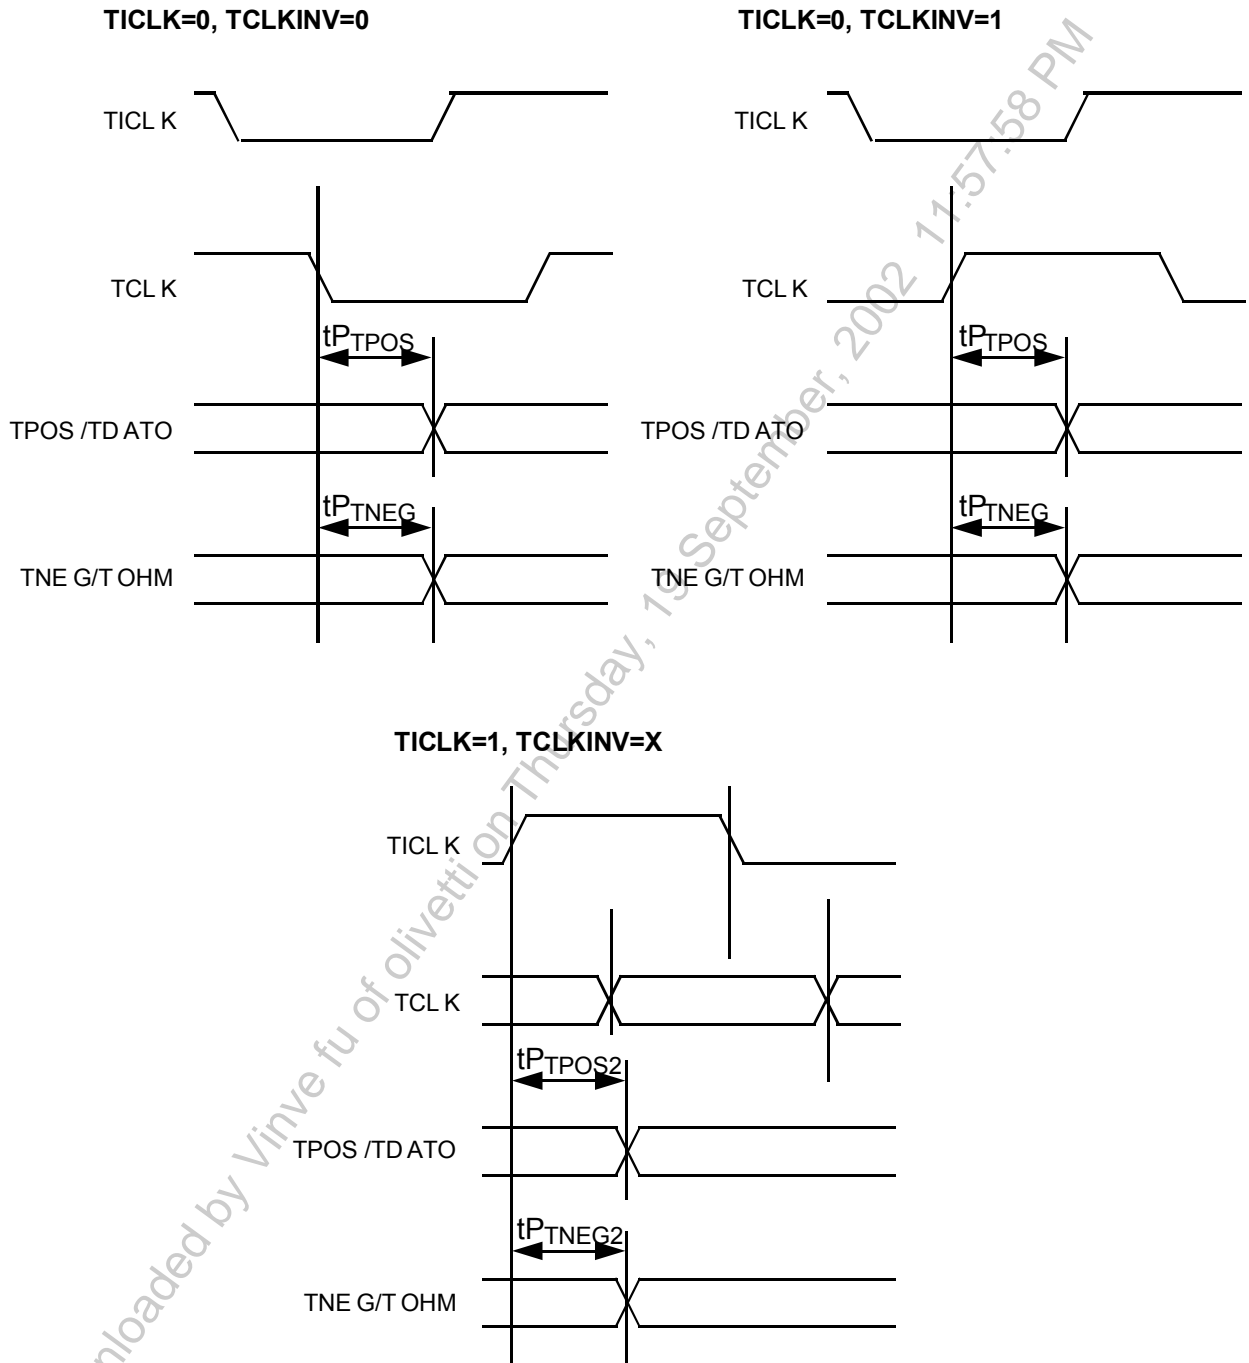 TICLK=0, TCLKINV=0
TICL K
TCL K
tPTPOS
TPOS /TD ATO
tPTNEG
TNE G/T OHM
TICLK=0, TCLKINV=1
TICL K
TCL K
tPTPOS
TPOS /TD ATO
tPTNEG
TNE G/T OHM
TICLK=1, TCLKINV=X
TICL K
TCL K
tPTPOS2
TPOS /TD ATO
tPTNEG2
TNE G/T OHM
nloaded by Vinve fu of olivetti on Thursday, 19 September, 2002 11:57:58 PM